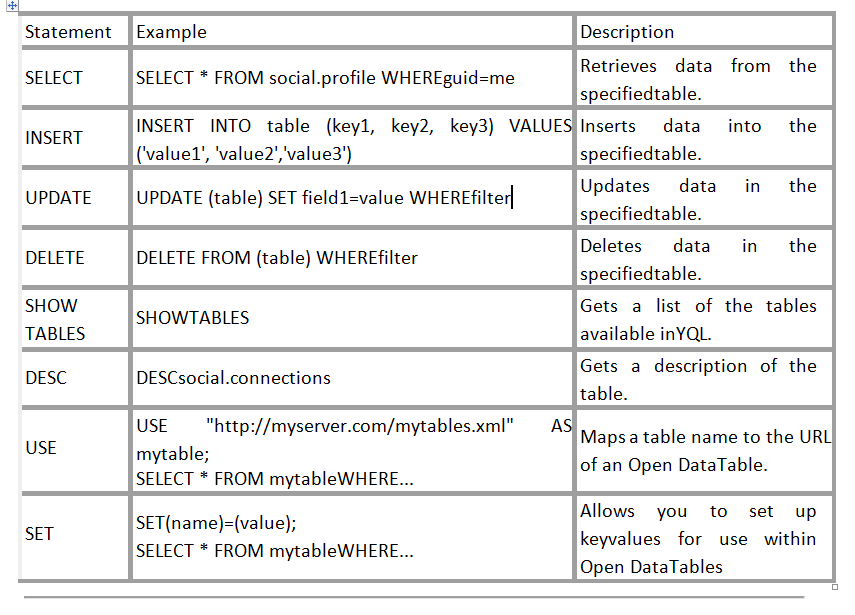 Statement Example Description
SELECT SELECT * FROM social.profile WHEREguid=me Retrieves data from the
specifiedtable.
INSERT INSERT INTO table (key1, key2, key3) VALUES Inserts data into the
('value1', 'value2','value3') specifiedtable.
UPDATE UPDATE (table) SET field1=value WHEREfilter Updates data in the
specifiedtable.
DELETE DELETE FROM (table) WHEREfilter Deletes data in the
specifiedtable.
SHOW
TABLES SHOWTABLES Gets a list of the tables
available inYQL.
DESC DESCsocial.connections Gets a description of the
table.
USE USE "http://myserver.com/mytables.xml" AS
mytable;
SELECT * FROM mytableWHERE... Maps a table name to the URL
of an Open DataTable.
SET SET(name)=(value);
SELECT * FROM mytableWHERE... Allows you to set up
keyvalues for use within
Open DataTables